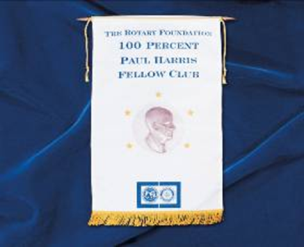 THE ROTARY FOUNDATION
100 PERCENT
PAUL HARRIS
FELLOW CLUB